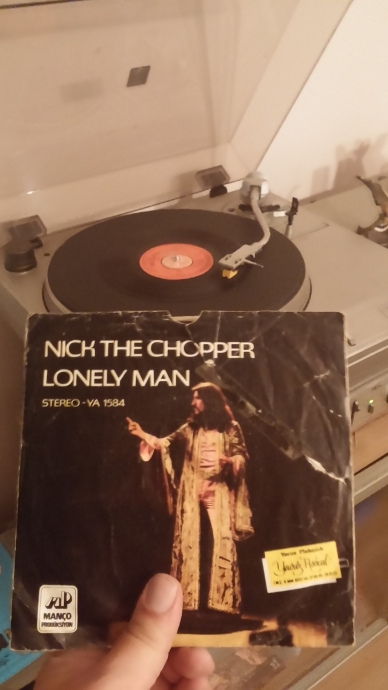 NICK THE CHOPPER
LONELY MAN
STEREO - YA 1584
MANÇO
PRODÜKSİYON